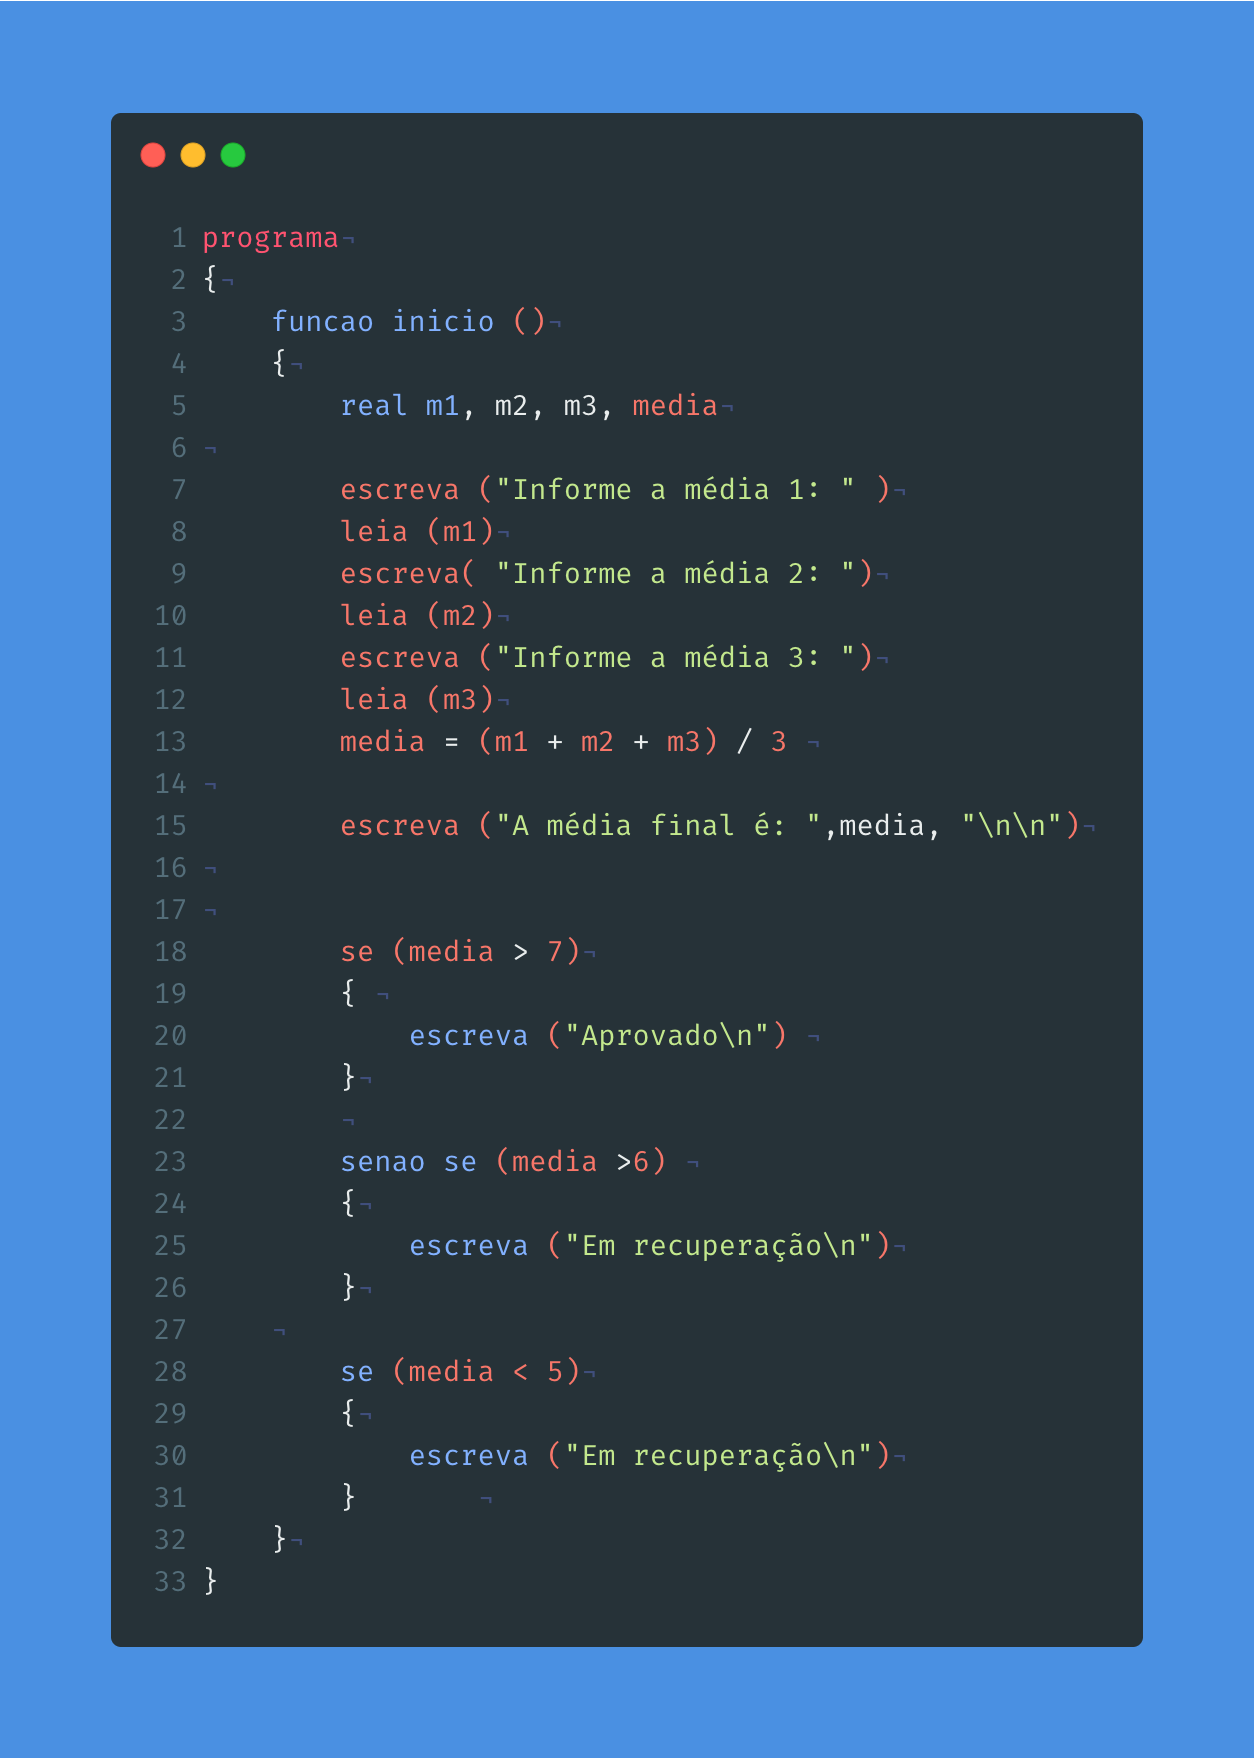 1 programa¬
2 {¬
3     funcao inicio ()¬
4     {¬
5         real m1, m2, m3, media¬
6 ¬
7         escreva ("Informe a média 1: " )¬
8         leia (m1)¬
9         escreva( "Informe a média 2: ")¬
10         leia (m2)¬
11         escreva ("Informe a média 3: ")¬
12         leia (m3)¬
13         media = (m1 + m2 + m3) / 3 ¬
14 ¬
15         escreva ("A média final é: ",media, "\n\n")¬
16 ¬
17 ¬
18         se (media > 7)¬
19         { ¬
20             escreva ("Aprovado\n") ¬
21         }¬
22         ¬
23         senao se (media >6) ¬
24         {¬
25             escreva ("Em recuperação\n")¬
26         }¬
27     ¬
28         se (media < 5)¬
29         {¬
30             escreva ("Em recuperação\n")¬
31         }       ¬
32     }¬
33 }